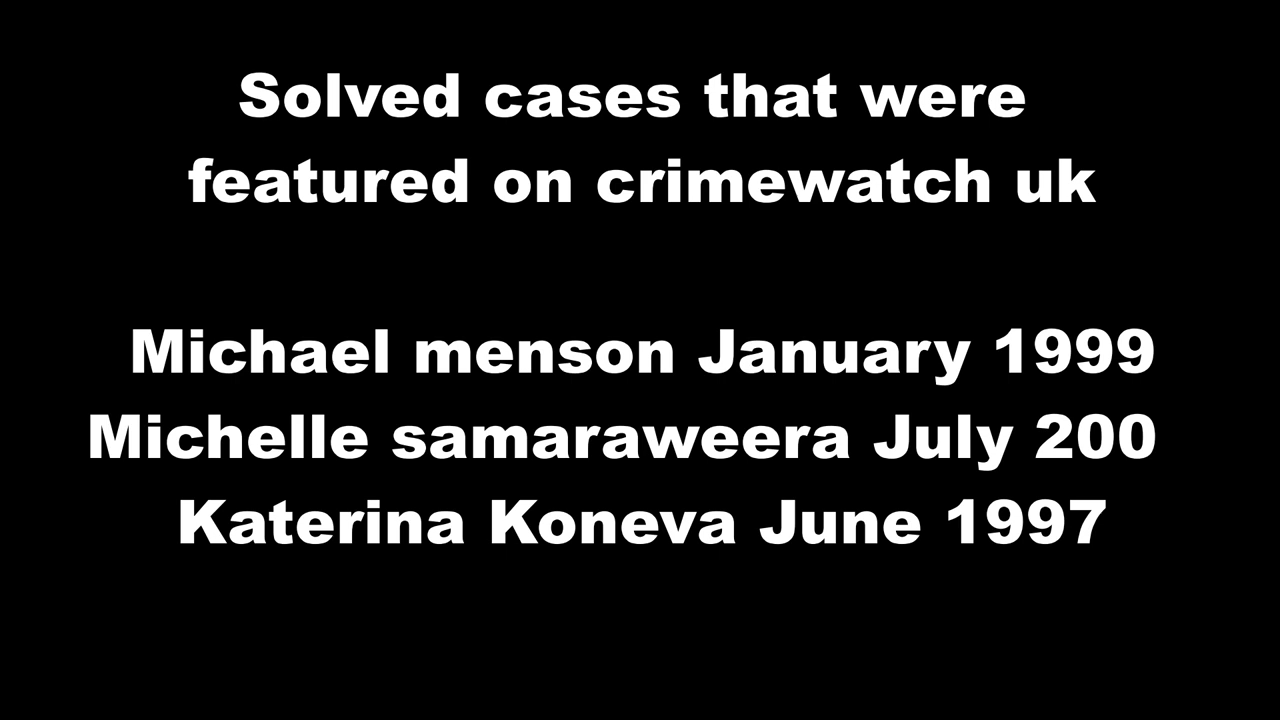 Solved cases that were
featured on crimewatch uk
Michael menson January 1999
Michelle samaraweera July 200
Katerina Koneva June 1997